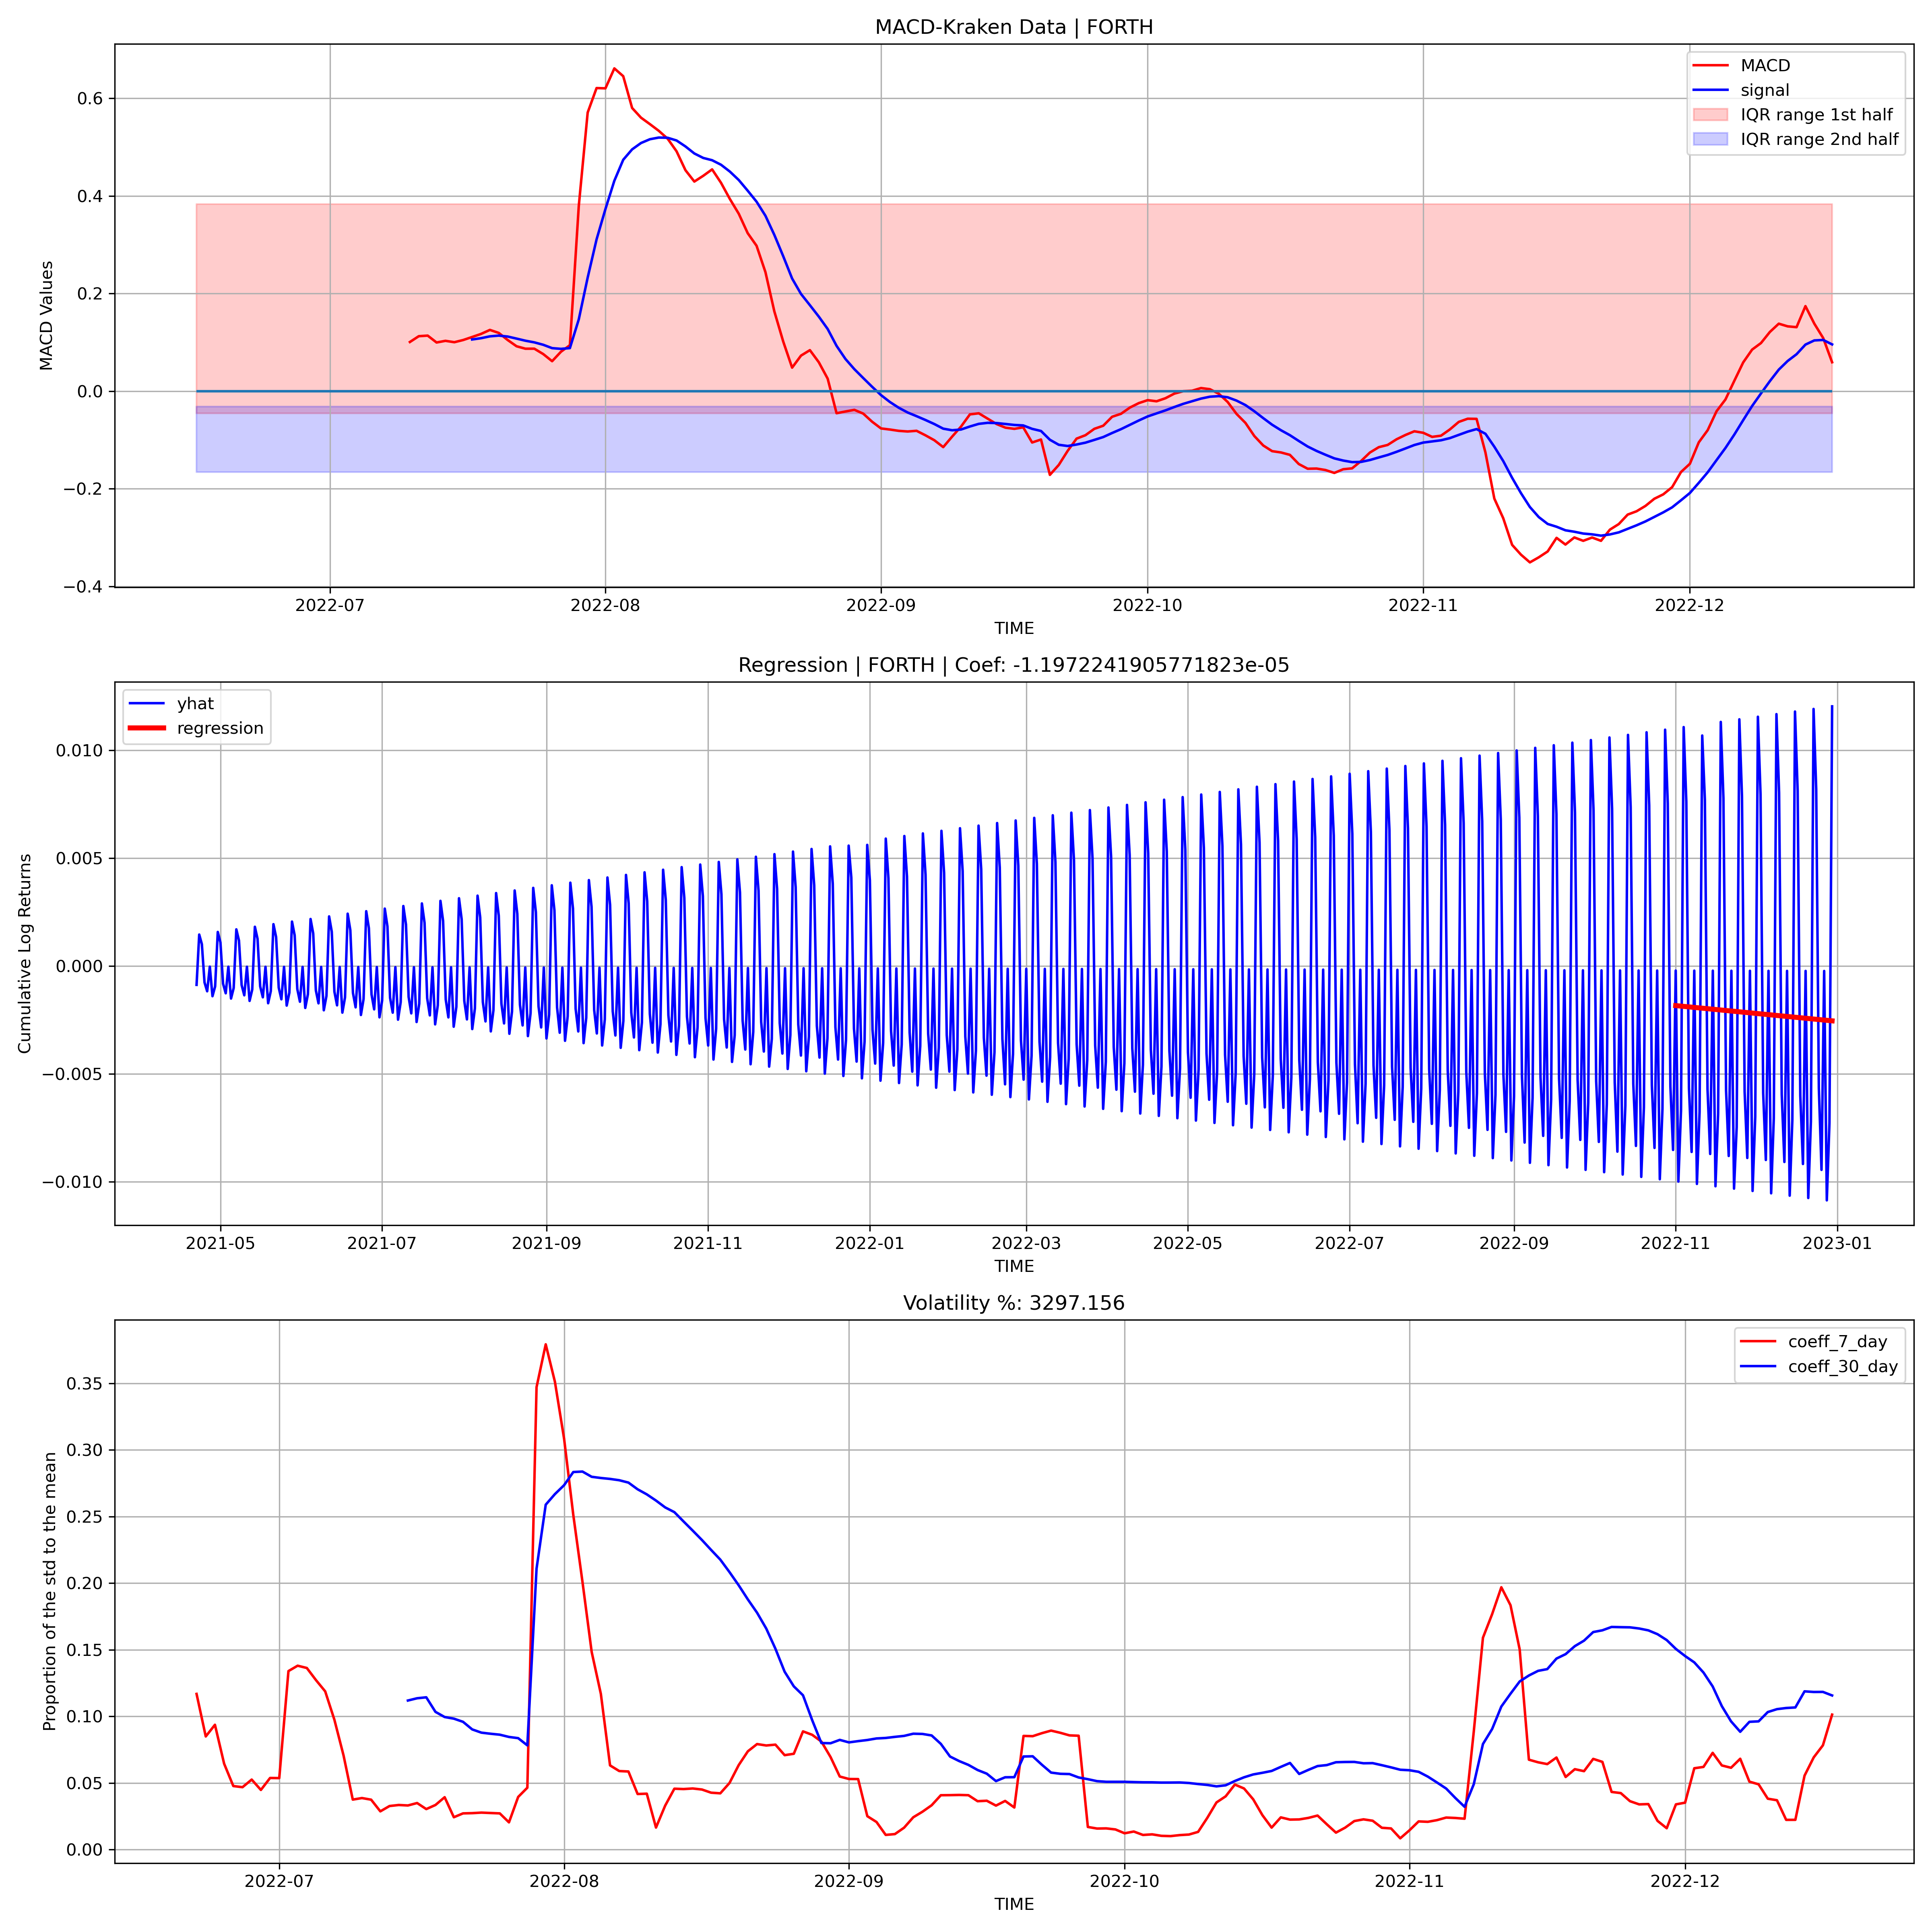 MACD-Kraken Data | FORTH
MACD
signal
IQR range 1st half
IQR range 2nd half
MACD Values
0.6
0.4
0.2
0.0
−0.2
−0.4
2022-07 2022-08 2022-09 2022-10 2022-11 2022-12
TIME
Regression | FORTH | Coef: -1.1972241905771823e-05
yhat
regression
Cumulative Log Returns
0.010
0.005
0.000
−0.005
−0.010
2021-05 2021-07 2021-09 2021-11 2022-01 2022-03 2022-05 2022-07 2022-09 2022-11 2023-01
TIME
Volatility %: 3297.156
coeff_7_day
coeff_30_day
Proportion of the std to the mean
0.35
0.30
0.25
0.20
0.15
0.10
0.05
0.00
2022-07 2022-08 2022-09 2022-10 2022-11 2022-12
TIME